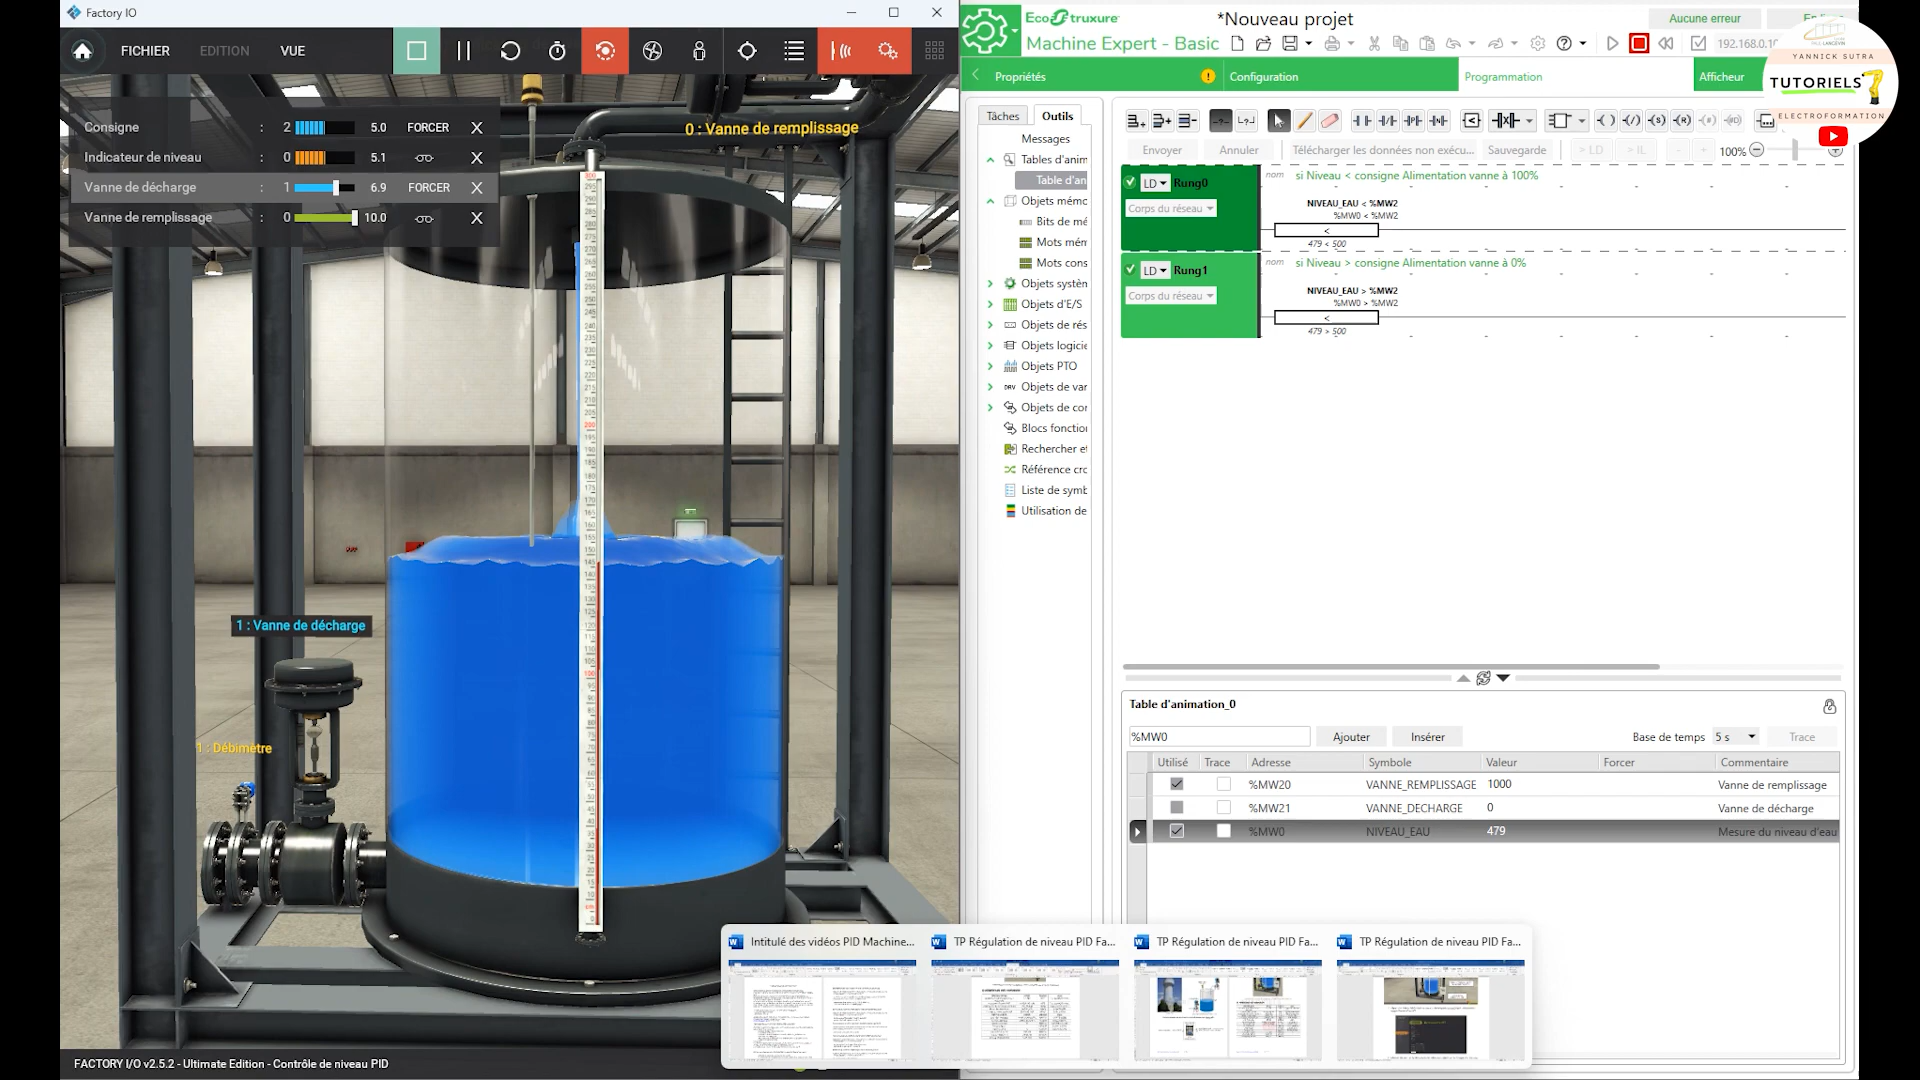 Factory IO
FICHIER
EDITION
VUE
Consigne : 2 5.0 FORCER X
Indicateur de niveau : 0 5.1 X
Vanne de décharge : 1 6.9 FORCER X
Vanne de remplissage : 0 10.0 X
0 : Vanne de remplissage
1 : Vanne de décharge
1 : Débimetre
FACTORY I/O v2.5.2 - Ultimate Edition - Contrôle de niveau PID
EcoStruxure
Machine Expert - Basic
*Nouveau projet
Aucune erreur
192.168.0.10
YANNICK SUTRA
TUTORIELS
ELECTROFORMATION
Propriétés
Configuration
Programmation
Afficheur
Tâches
Outils
Messages
Tables d'anim
Table d'an
Objets mémo
Bits de mé
Mots mém
Mots cons
Objets systèm
Objets d'E/S
Objets de rés
Objets logicie
Objets PTO
Objets de var
Objets de cor
Blocs fonction
Rechercher et
Référence cro
Liste de symb
Utilisation de
Envoyer
Annuler
Télécharger les données non exécu...
Sauvegarde
> LD
> IL
100%
LD
Rung0
Corps du réseau
nom
si Niveau < consigne Alimentation vanne à 100%
NIVEAU_EAU < %MW2
%MW0 < %MW2
<
479 < 500
LD
Rung1
Corps du réseau
nom
si Niveau > consigne Alimentation vanne à 0%
NIVEAU_EAU > %MW2
%MW0 > %MW2
<
479 > 500
Table d'animation_0
%MW0
Ajouter
Insérer
Base de temps
5 s
Trace
Utilisé Trace Adresse Symbole Valeur Forcer Commentaire
%MW20 VANNE_REMPLISSAGE 1000 Vanne de remplissage
%MW21 VANNE_DECHARGE 0 Vanne de décharge
%MW0 NIVEAU_EAU 479 Mesure du niveau d'eau
Intitulé des vidéos PID Machine...
TP Régulation de niveau PID Fa...
TP Régulation de niveau PID Fa...
TP Régulation de niveau PID Fa...